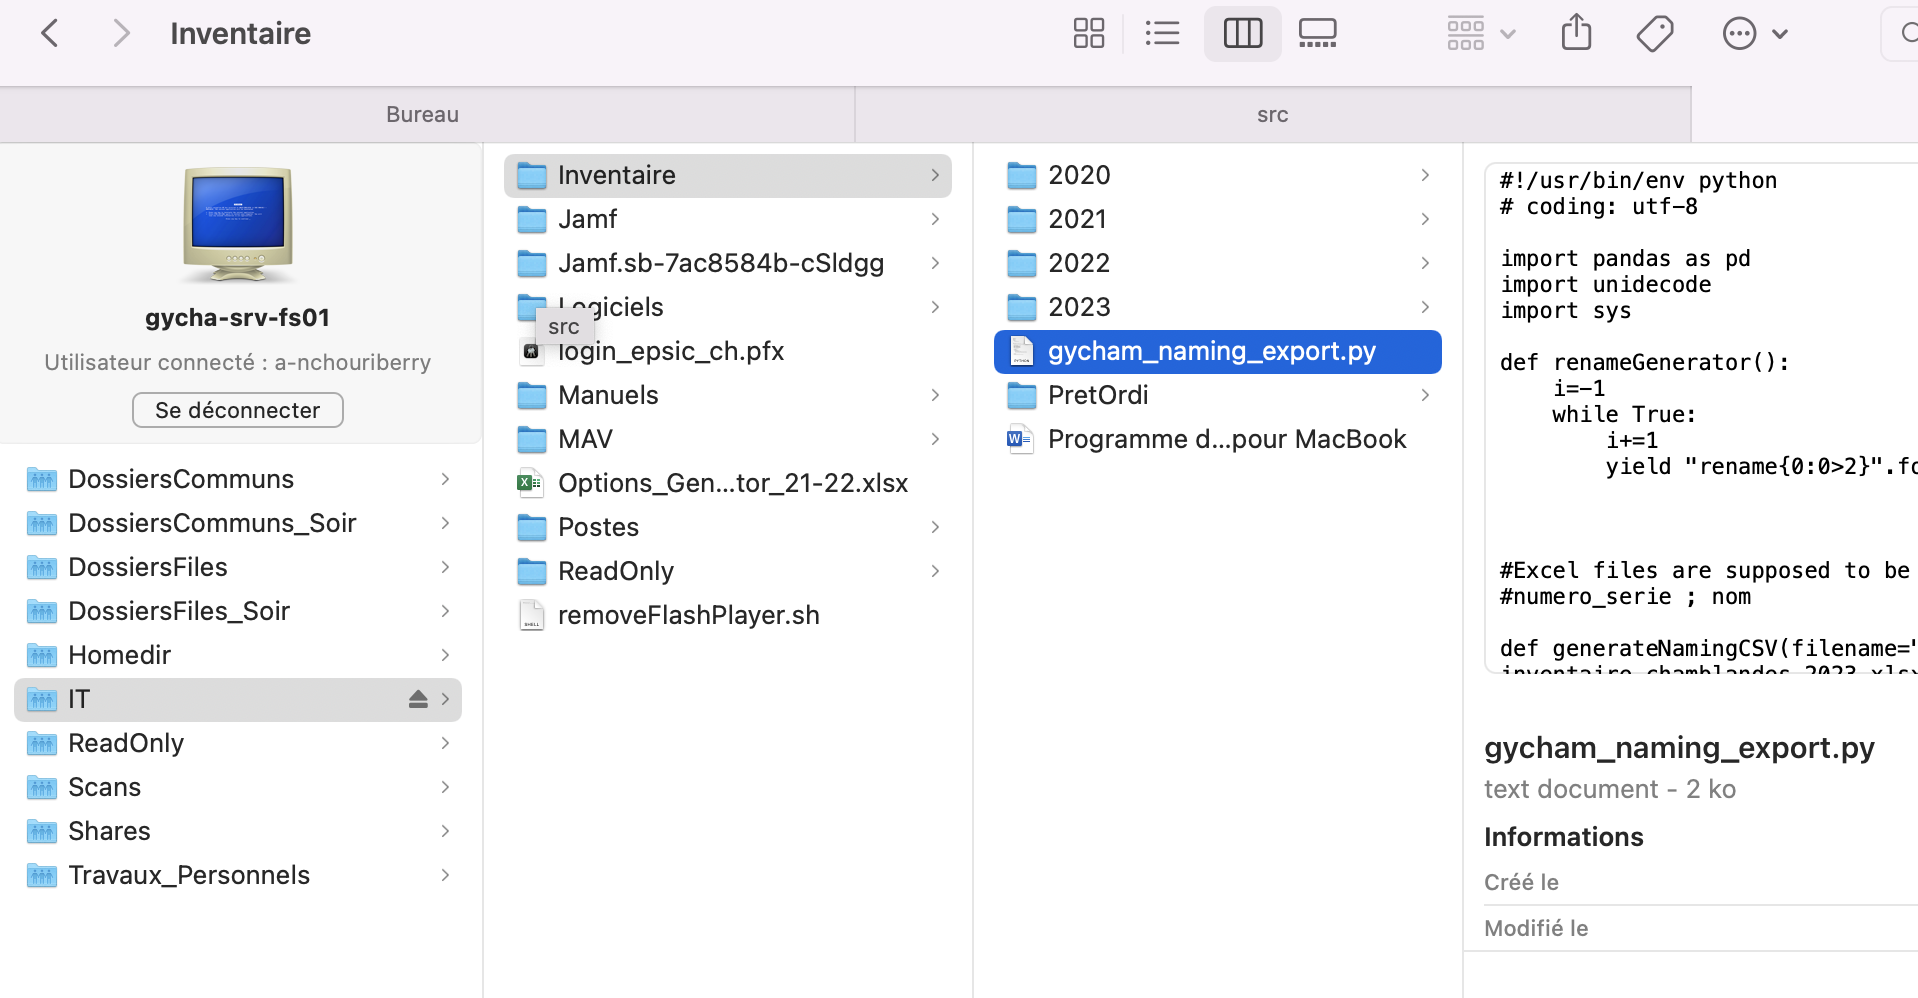 Inventaire
Bureau
src
gycha-srv-fs01
Utilisateur connecté : a-nchouriberry
Se déconnecter
DossiersCommuns
DossiersCommuns_Soir
DossiersFiles
DossiersFiles_Soir
Homedir
IT
ReadOnly
Scans
Shares
Travaux_Personnels
Inventaire
Jamf
Jamf.sb-7ac8584b-cSldgg
Logiciels
src
login_epsic_ch.pfx
Manuels
MAV
Options_Gen...tor_21-22.xlsx
Postes
ReadOnly
removeFlashPlayer.sh
2020
2021
2022
2023
gycham_naming_export.py
PretOrdi
Programme d...pour MacBook
#!/usr/bin/env python
# coding: utf-8
import pandas as pd
import unidecode
import sys
def renameGenerator():
i=-1
while True:
i+=1
yield "rename{0:0>2}".fo
#Excel files are supposed to be
#numero_serie ; nom
def generateNamingCSV(filename="
inventaire_chamblandes_2023.xlsx
gycham_naming_export.py
text document - 2 ko
Informations
Créé le
Modifié le